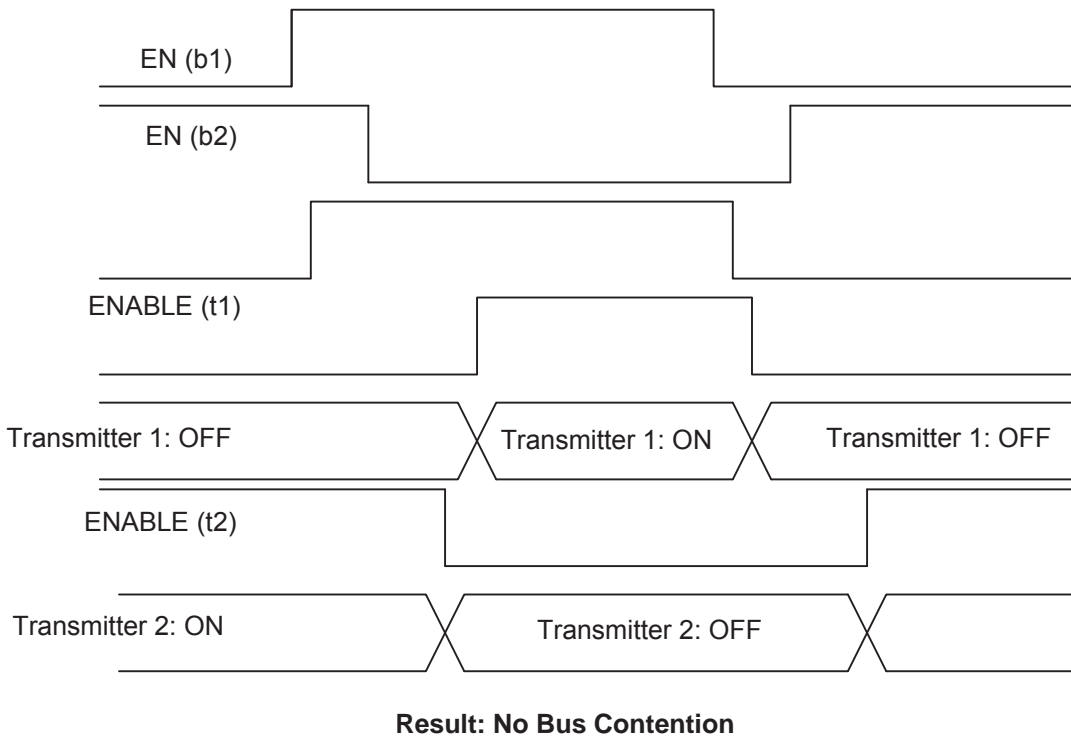 EN (b1)
EN (b2)
ENABLE (t1)
Transmitter 1: OFF
Transmitter 1: ON
Transmitter 1: OFF
ENABLE (t2)
Transmitter 2: ON
Transmitter 2: OFF
Result: No Bus Contention